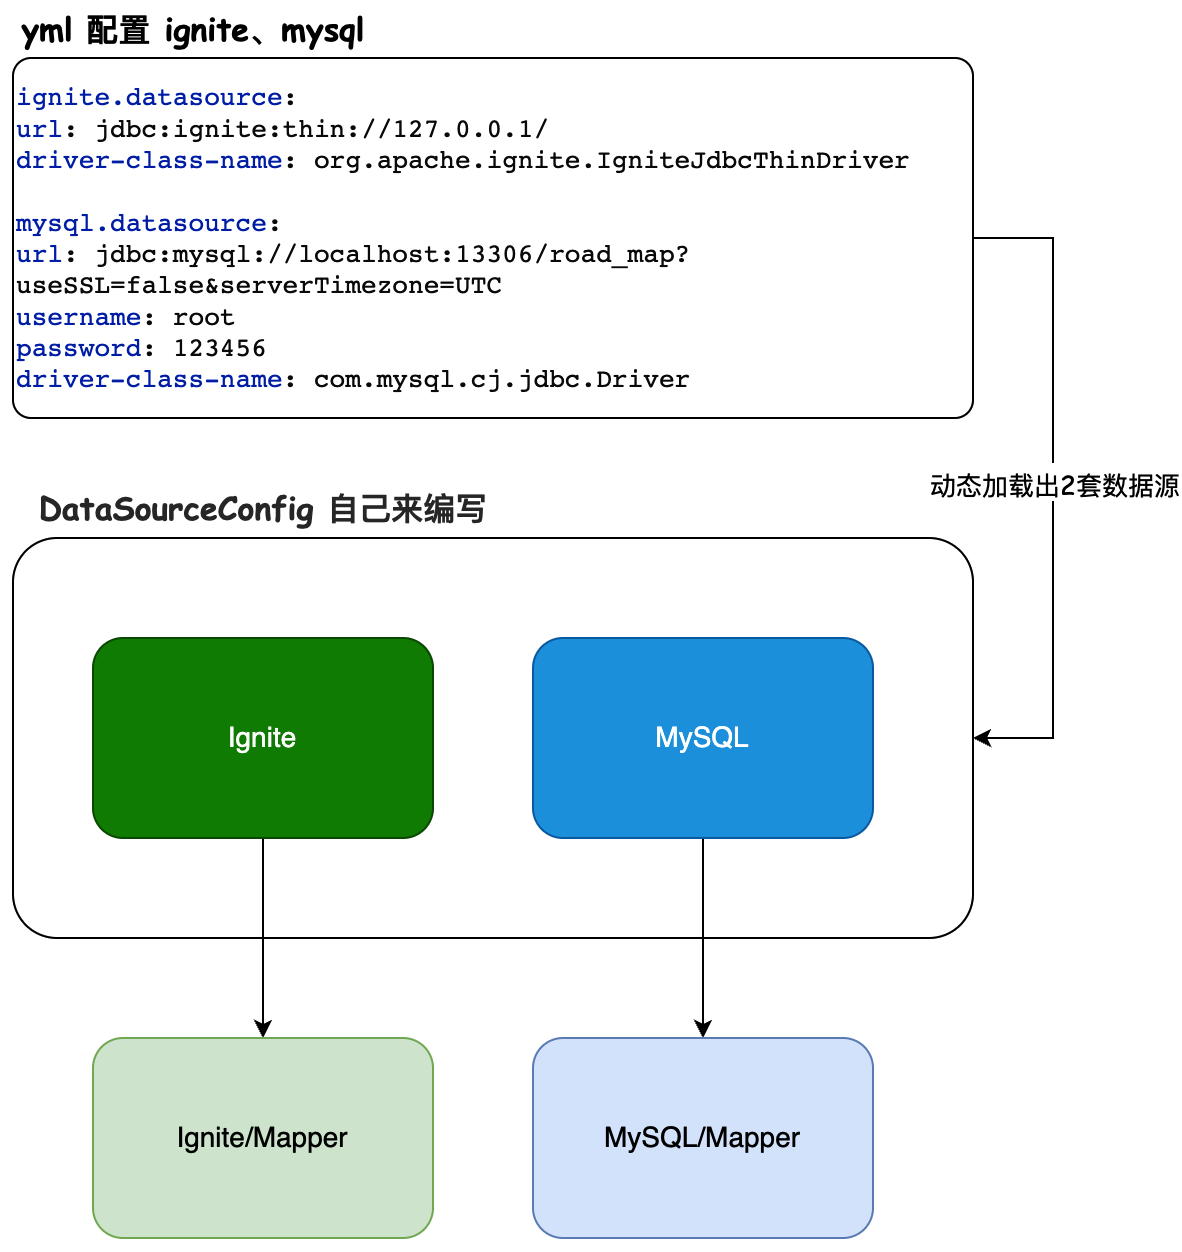 yml 配置 ignite、mysql
ignite.datasource:
url: jdbc:ignite:thin://127.0.0.1/
driver-class-name: org.apache.ignite.IgniteJdbcThinDriver
mysql.datasource:
url: jdbc:mysql://localhost:13306/road_map?
useSSL=false&serverTimezone=UTC
username: root
password: 123456
driver-class-name: com.mysql.cj.jdbc.Driver
动态加载出2套数据源
DataSourceConfig 自己来编写
Ignite
MySQL
Ignite/Mapper
MySQL/Mapper